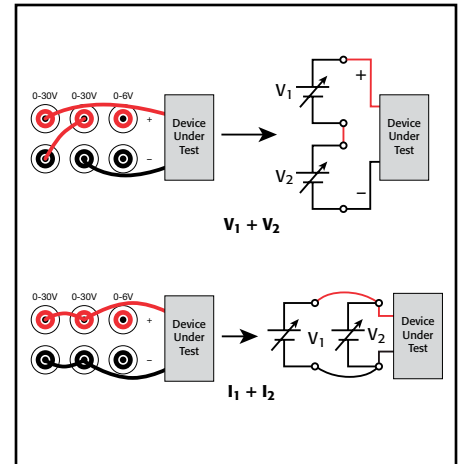 0-30V 0-30V 0-6V
+
−
Device
Under
Test
V1
V2
+
−
Device
Under
Test
V1 + V2
0-30V 0-30V 0-6V
+
−
Device
Under
Test
V1
V2
Device
Under
Test
I1 + I2